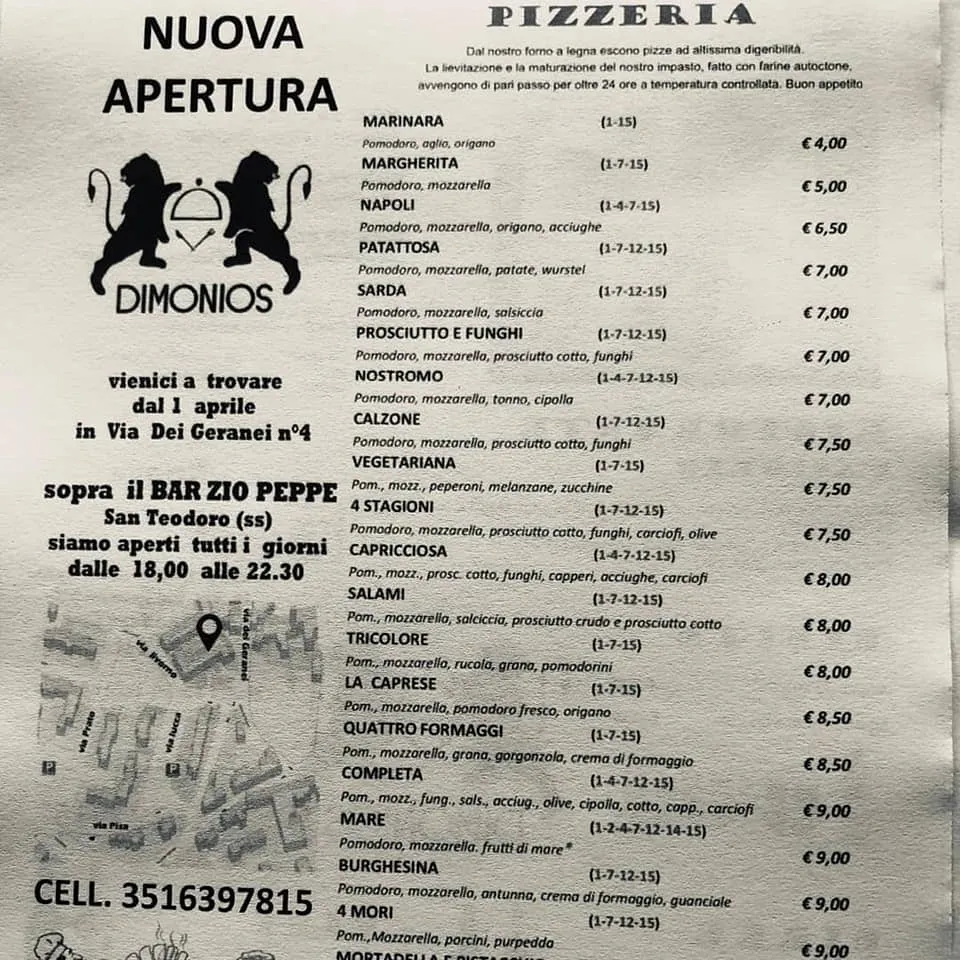 NUOVA
APERTURA
DIMONIOS
vienici a trovare
dal 1 aprile
in Via Dei Geranei n°4
sopra il BAR ZIO PEPPE
San Teodoro (ss)
siamo aperti tutti i giorni
dalle 18,00 alle 22.30
via dei Geranei
via livorno
via Prato
via lucca
P
P
via Pisa
CELL. 3516397815
PIZZERIA
Dal nostro forno a legna escono pizze ad altissima digeribilità.
La lievitazione e la maturazione del nostro impasto, fatto con farine autoctone,
avvengono di pari passo per oltre 24 ore a temperatura controllata. Buon appetito
MARINARA (1-15)
Pomodoro, aglio, origano € 4,00
MARGHERITA (1-7-15)
Pomodoro, mozzarella € 5,00
NAPOLI (1-4-7-15)
Pomodoro, mozzarella, origano, acciughe € 6,50
PATATTOSA (1-7-12-15)
Pomodoro, mozzarella, patate, wurstel € 7,00
SARDA (1-7-12-15)
Pomodoro, mozzarella, salsiccia € 7,00
PROSCIUTTO E FUNGHI (1-7-12-15)
Pomodoro, mozzarella, prosciutto cotto, funghi € 7,00
NOSTROMO (1-4-7-12-15)
Pomodoro, mozzarella, tonno, cipolla € 7,00
CALZONE (1-7-12-15)
Pomodoro, mozzarella, prosciutto cotto, funghi € 7,50
VEGETARIANA (1-7-15)
Pom., mozz., peperoni, melanzane, zucchine € 7,50
4 STAGIONI (1-7-12-15)
Pomodoro, mozzarella, prosciutto cotto, funghi, carciofi, olive € 7,50
CAPRICCIOSA (1-4-7-12-15)
Pom., mozz., prosc. cotto, funghi, capperi, acciughe, carciofi € 8,00
SALAMI (1-7-12-15)
Pom., mozzarella, salciccia, prosciutto crudo e prosciutto cotto € 8,00
TRICOLORE (1-7-15)
Pom., mozzarella, rucola, grana, pomodorini € 8,00
LA CAPRESE (1-7-15)
Pom., mozzarella, pomodoro fresco, origano € 8,50
QUATTRO FORMAGGI (1-7-15)
Pom., mozzarella, grana, gorgonzola, crema di formaggio € 8,50
COMPLETA (1-4-7-12-15)
Pom., mozz., fung., sals., acciug., olive, cipolla, cotto, capp., carciofi € 9,00
MARE (1-2-4-7-12-14-15)
Pomodoro, mozzarella. frutti di mare* € 9,00
BURGHESINA (1-7-12-15)
Pomodoro, mozzarella, antunna, crema di formaggio, guanciale € 9,00
4 MORI (1-7-12-15)
Pom.,Mozzarella, porcini, purpedda € 9,00